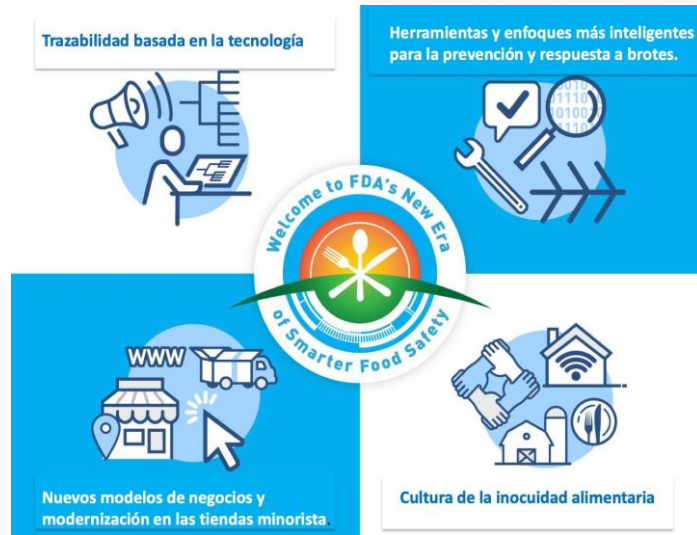 Trazabilidad basada en la tecnología
Herramientas y enfoques más inteligentes
para la prevención y respuesta a brotes.
Welcome to FDA's New Era
of Smarter Food Safety
WWW
Nuevos modelos de negocios y
modernización en las tiendas minorista.
Cultura de la inocuidad alimentaria